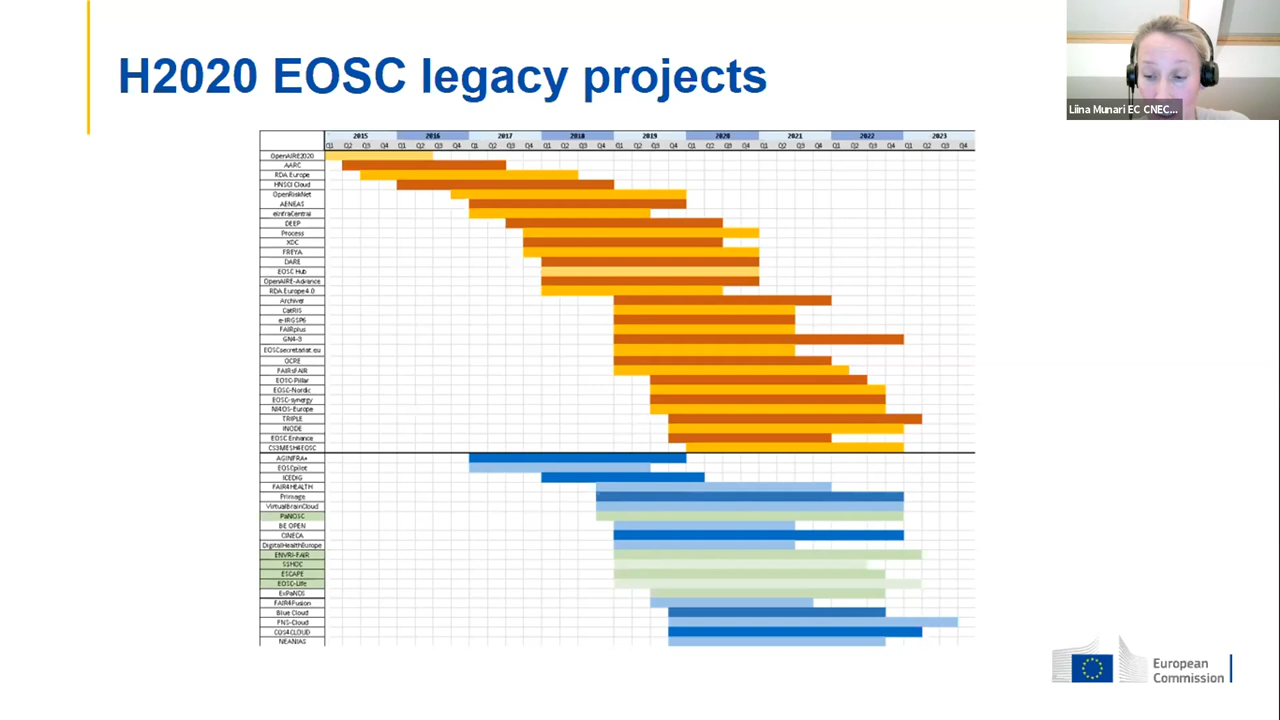 H2020 EOSC legacy projects
Liina Munari EC CNEC...
2015 2016 2017 2018 2019 2020 2021 2022 2023
Q1 Q2 Q3 Q4 Q1 Q2 Q3 Q4 Q1 Q2 Q3 Q4 Q1 Q2 Q3 Q4 Q1 Q2 Q3 Q4 Q1 Q2 Q3 Q4 Q1 Q2 Q3 Q4 Q1 Q2 Q3 Q4 Q1 Q2 Q3 Q4
OpenAIRE2020
AARC
RDA Europe
HNSCI Cloud
OpenRiskNet
AENEAS
eInfraCentral
DEEP
Process
XDC
FREYA
DARE
EOSC Hub
OpenAIRE-Advance
RDA Europe4.0
Archiver
CatRIS
e-IRGSP6
FAIRplus
GN4-3
EOSCsecretariat.eu
OCRE
FAIRsFAIR
EOSC-Pillar
EOSC-Nordic
EOSC-synergy
NI4OS-Europe
TRIPLE
INODE
EOSC Enhance
CS3MESH4EOSC
AGINFRA+
EOSCpilot
ICEDIG
FAIR4HEALTH
Primage
VirtualBrainCloud
PaNOSC
BE OPEN
CINECA
DigitalHealthEurope
ENVRI-FAIR
SSHOC
ESCAPE
EOSC-Life
ExPaNDS
FAIR4Fusion
Blue Cloud
FNS-Cloud
COS4CLOUD
NEANIAS
European
Commission